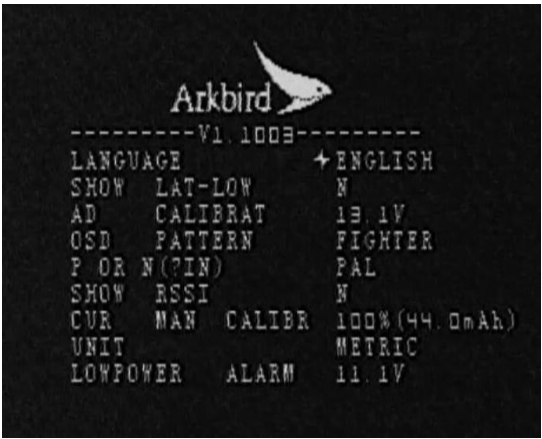 Arkbird
---------V1.1003---------
LANGUAGE ENGLISH
SHOW LAT-LOW N
AD CALIBRAT 13.1V
OSD PATTERN FIGHTER
P OR N(?IN) PAL
SHOW RSSI N
CUR MAN CALIBR 100%(44.0mAh)
UNIT METRIC
LOWPOWER ALARM 11.1V